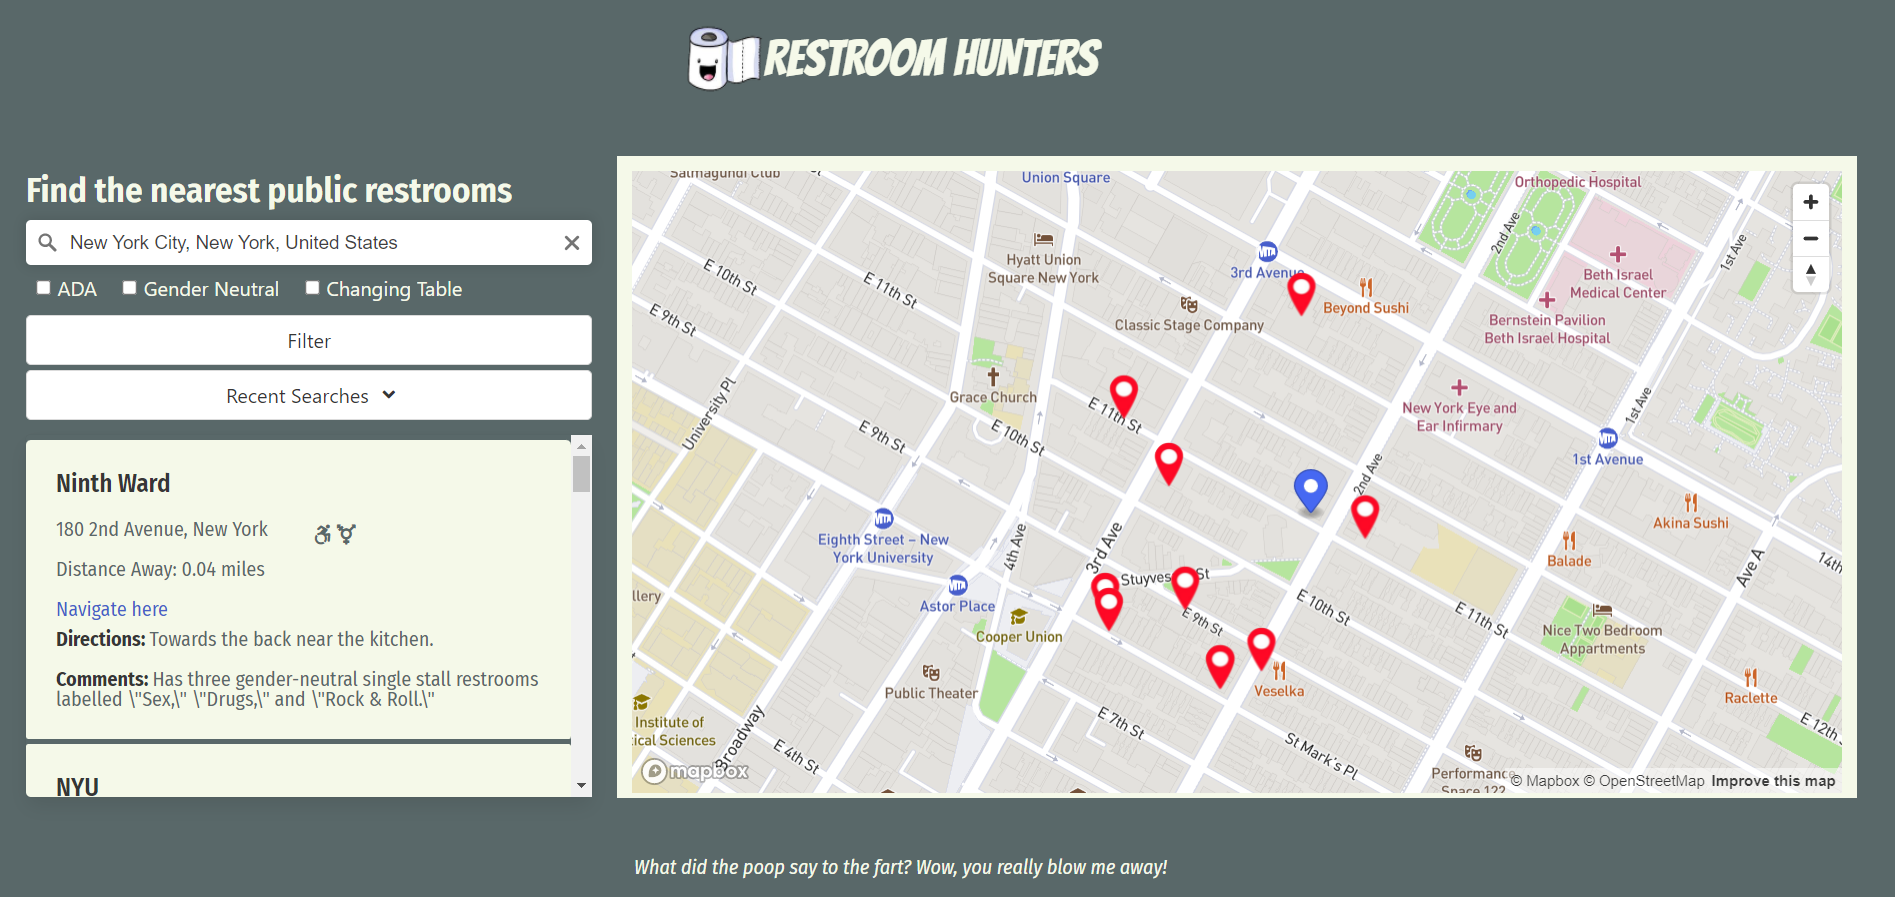 RESTROOM HUNTERS
Find the nearest public restrooms
New York City, New York, United States
ADA
Gender Neutral
Changing Table
Filter
Recent Searches
Ninth Ward
180 2nd Avenue, New York
Distance Away: 0.04 miles
Navigate here
Directions: Towards the back near the kitchen.
Comments: Has three gender-neutral single stall restrooms
labelled \"Sex,\" \"Drugs,\" and \"Rock & Roll.\"
NYU
Salmagundi Club
Union Square
Orthopedic Hospital
2nd Ave
1st Ave
Hyatt Union
Square New York
3rd Avenue
Beth Israel
Medical Center
E 10th St
E 11th St
Beyond Sushi
Bernstein Pavilion
Beth Israel Hospital
E 9th St
Classic Stage Company
Grace Church
University Pl
E 11th St
New York Eye and
Ear Infirmary
1st Ave
E 9th St
E 10th St
1st Avenue
2nd Ave
Akina Sushi
Eighth Street – New
York University
4th Ave
3rd Ave
Balade
Ave A
14th
Stuyves
St
Astor Place
Cooper Union
E 9th St
E 10th St
E 11th St
llery
Nice Two Bedroom
Appartments
Public Theater
Veselka
Raclette
Institute of
ical Sciences
Broadway
E 4th St
E 7th St
St Mark's Pl
E 12th St
Performance
Space 122
mapbox
© Mapbox © OpenStreetMap Improve this map
What did the poop say to the fart? Wow, you really blow me away!